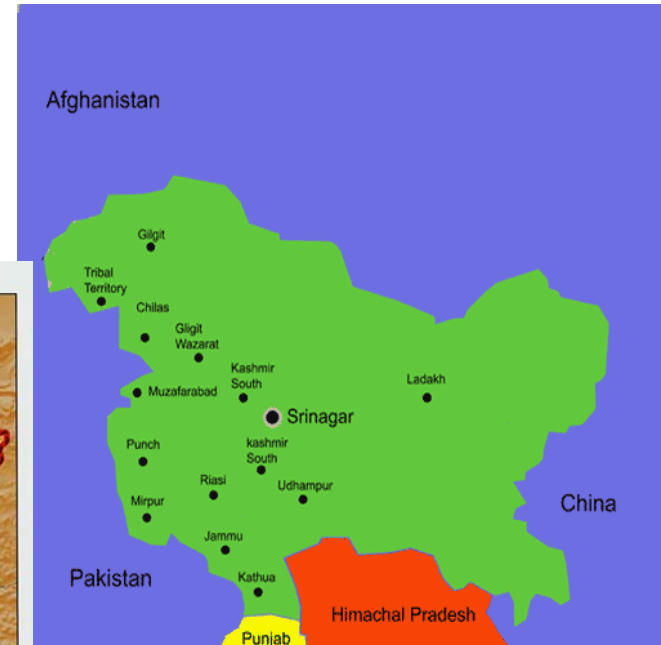 Afghanistan
Gilgit
Tribal
Territory
Chilas
Gligit
Wazarat
Kashmir
South
Ladakh
Muzafarabad
Srinagar
kashmir
South
Punch
Riasi
Udhampur
Mirpur
China
Jammu
Pakistan
Kathua
Himachal Pradesh
Punjab